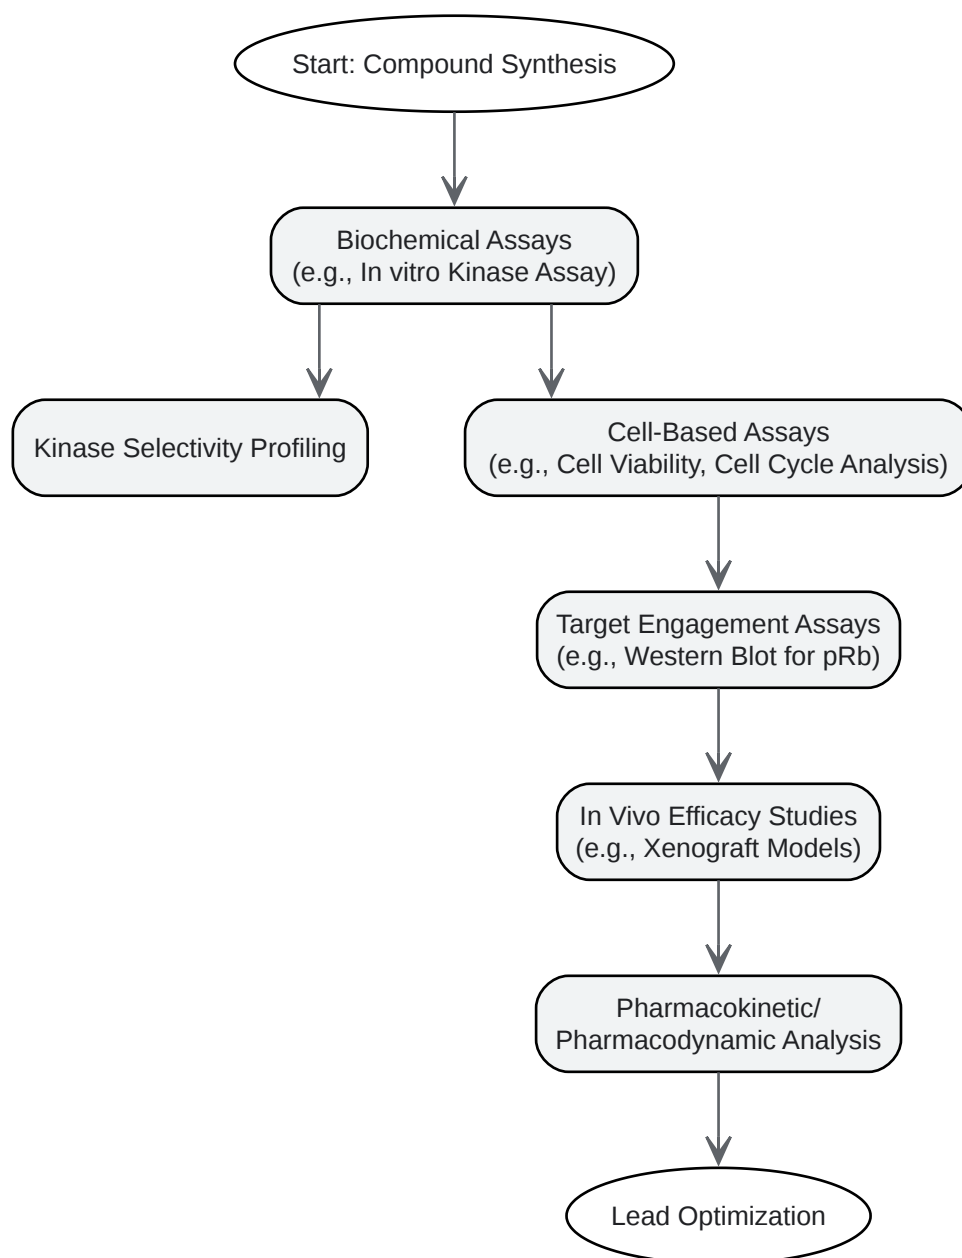 Start: Compound Synthesis
Biochemical Assays
(e.g., In vitro Kinase Assay)
Kinase Selectivity Profiling
Cell-Based Assays
(e.g., Cell Viability, Cell Cycle Analysis)
Target Engagement Assays
(e.g., Western Blot for pRb)
In Vivo Efficacy Studies
(e.g., Xenograft Models)
Pharmacokinetic/
Pharmacodynamic Analysis
Lead Optimization